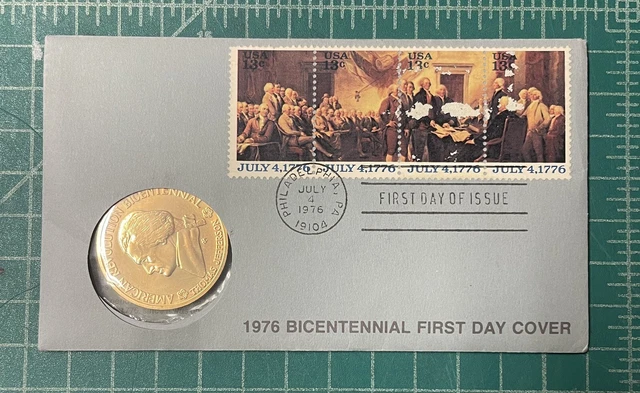 USA 13c USA 13c USA 13c USA 13c
JULY 4,1776 JULY 4,1776 JULY 4,1776 JULY 4,1776
PHILADELPHIA, PA
JULY
4
1976
19104
FIRST DAY OF ISSUE
AMERICAN REVOLUTION BICENTENNIAL
1976 BICENTENNIAL FIRST DAY COVER